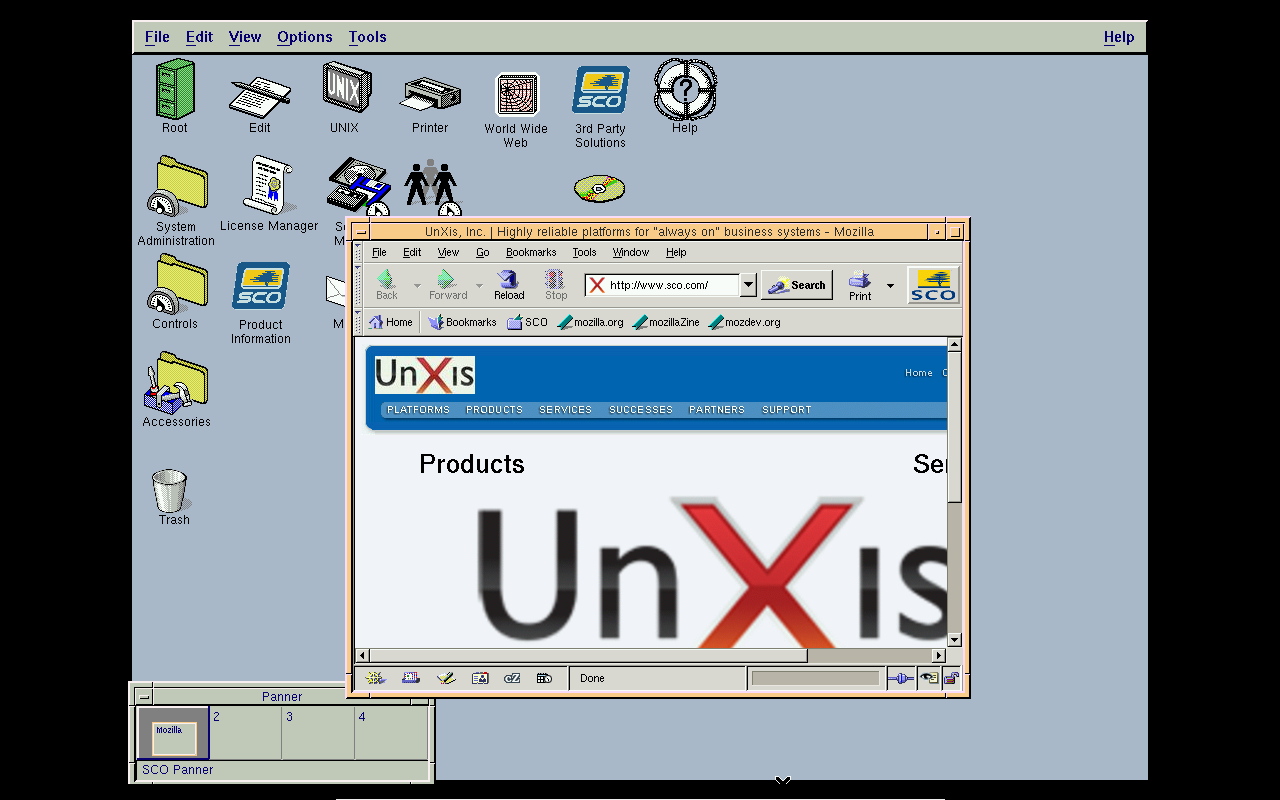 File Edit View Options Tools Help
UNIX
SCO
?
Root Edit UNIX Printer World Wide Web 3rd Party Solutions Help
System Administration License Manager
Controls
SCO
Product Information
Accessories
Trash
UnXis, Inc. | Highly reliable platforms for "always on" business systems - Mozilla
File Edit View Go Bookmarks Tools Window Help
Back Forward Reload Stop http://www.sco.com/ Search Print SCO
Home Bookmarks SCO mozilla.org mozillaZine mozdev.org
UnXis
Home
PLATFORMS PRODUCTS SERVICES SUCCESSES PARTNERS SUPPORT
Products
UnXis
Done
Panner
Mozilla 2 3 4
SCO Panner